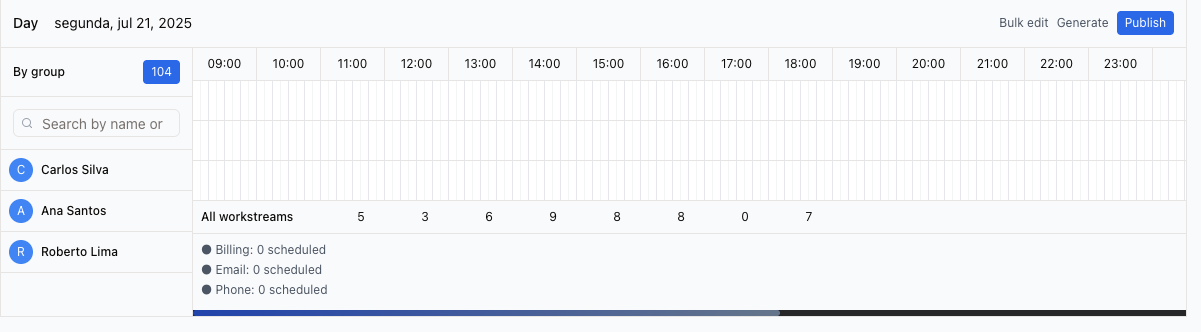 Day segunda, jul 21, 2025 Bulk edit Generate Publish
By group 104 09:00 10:00 11:00 12:00 13:00 14:00 15:00 16:00 17:00 18:00 19:00 20:00 21:00 22:00 23:00
Search by name or
C Carlos Silva
A Ana Santos
All workstreams 5 3 6 9 8 8 0 7
R Roberto Lima
Billing: 0 scheduled
Email: 0 scheduled
Phone: 0 scheduled